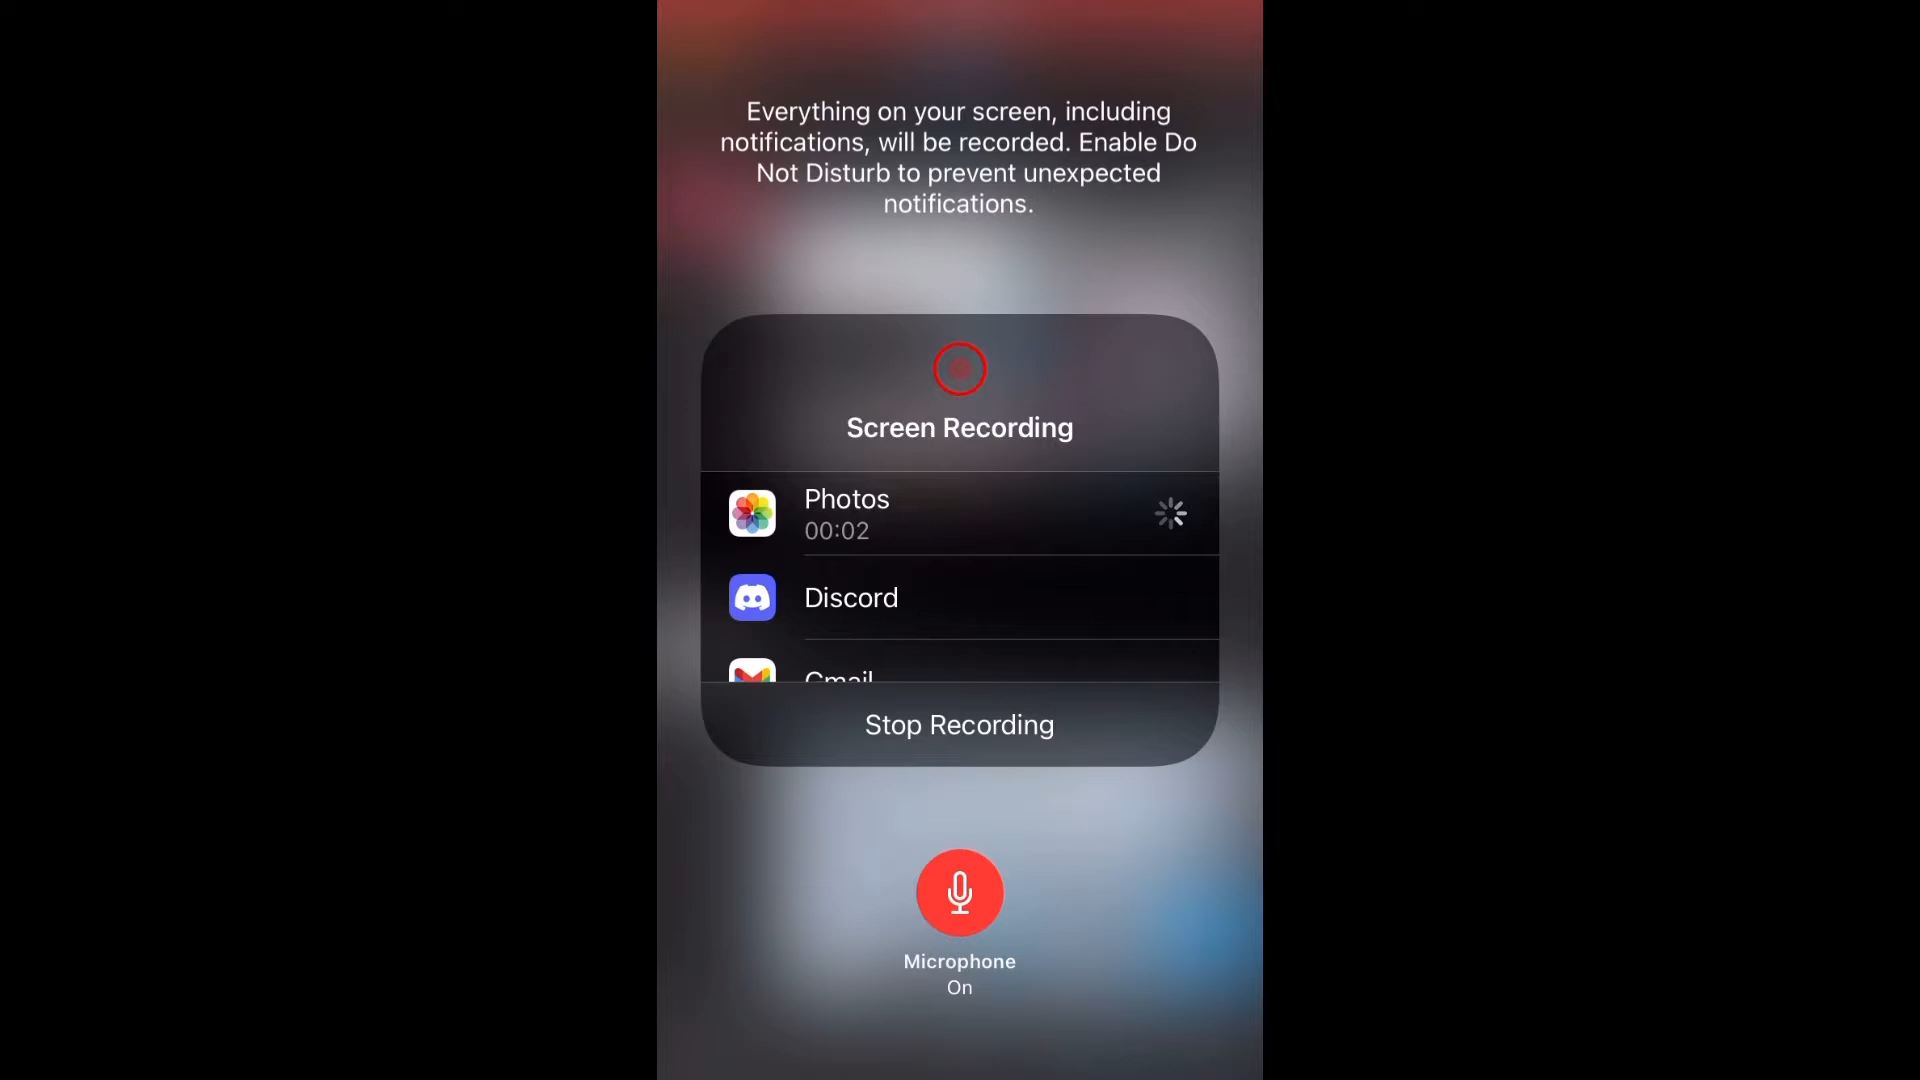 Everything on your screen, including
notifications, will be recorded. Enable Do
Not Disturb to prevent unexpected
notifications.
Screen Recording
Photos
00:02
Discord
Gmail
Stop Recording
Microphone
On